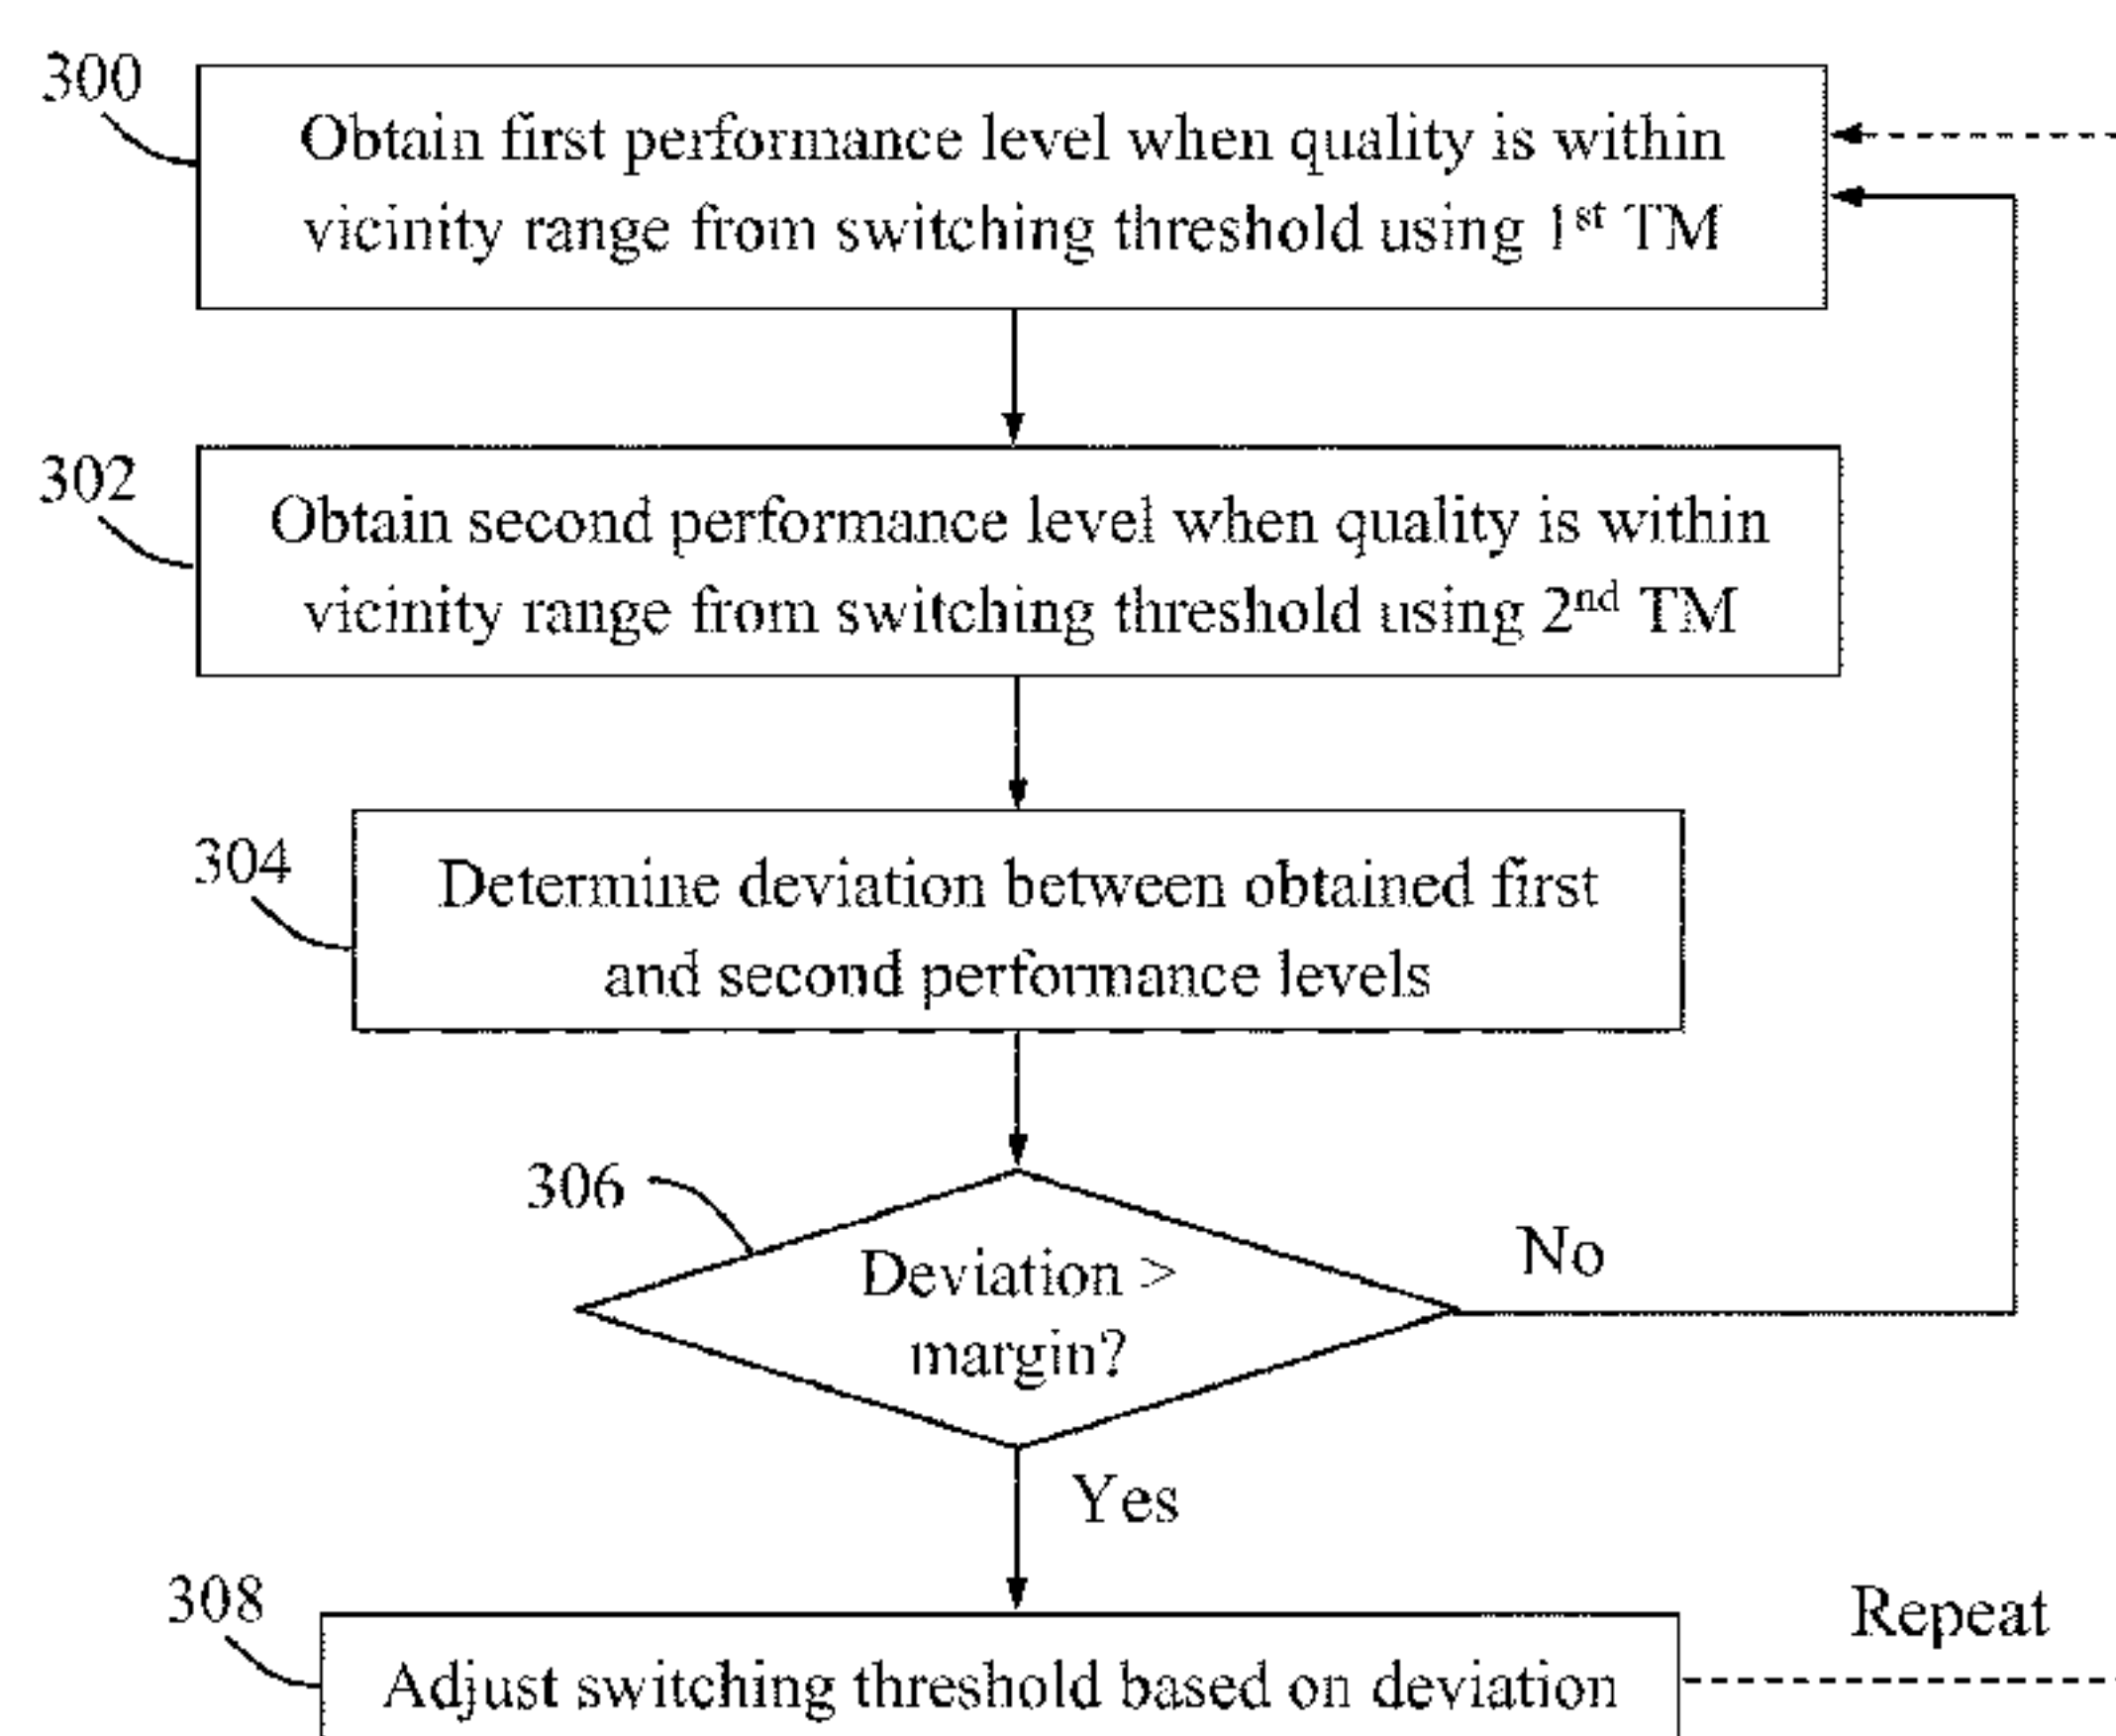 300
Obtain first performance level when quality is within
vicinity range from switching threshold using 1st TM
302
Obtain second performance level when quality is within
vicinity range from switching threshold using 2nd TM
304
Determine deviation between obtained first
and second performance levels
306
Deviation >
margin?
No
Yes
308
Adjust switching threshold based on deviation
Repeat